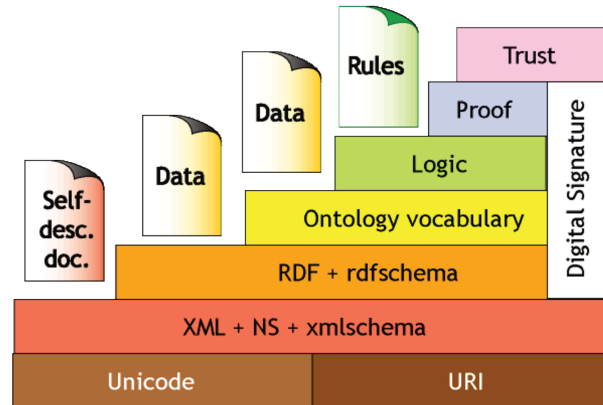 Trust
Rules
Proof
Data
Logic
Data
Ontology vocabulary
Digital Signature
Self-
desc.
doc.
RDF + rdfschema
XML + NS + xmlschema
Unicode
URI